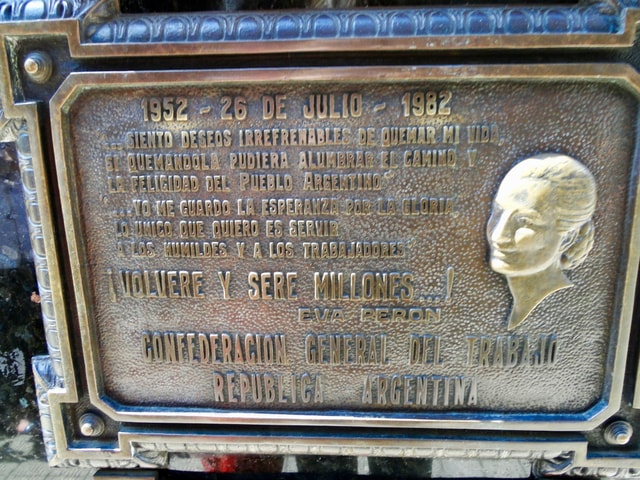 1952 - 26 DE JULIO - 1982
...SIENTO DESEOS IRREFRENABLES DE QUEMAR MI VIDA,
SI QUEMANDOLA PUDIERA ALUMBRAR EL CAMINO Y
LA FELICIDAD DEL PUEBLO ARGENTINO
...YO ME GUARDO LA ESPERANZA POR LA GLORIA
LO UNICO QUE QUIERO ES SERVIR
A LOS HUMILDES Y A LOS TRABAJADORES
¡VOLVERE Y SERE MILLONES...!
EVA PERON
CONFEDERACION GENERAL DEL TRABAJO
REPUBLICA ARGENTINA